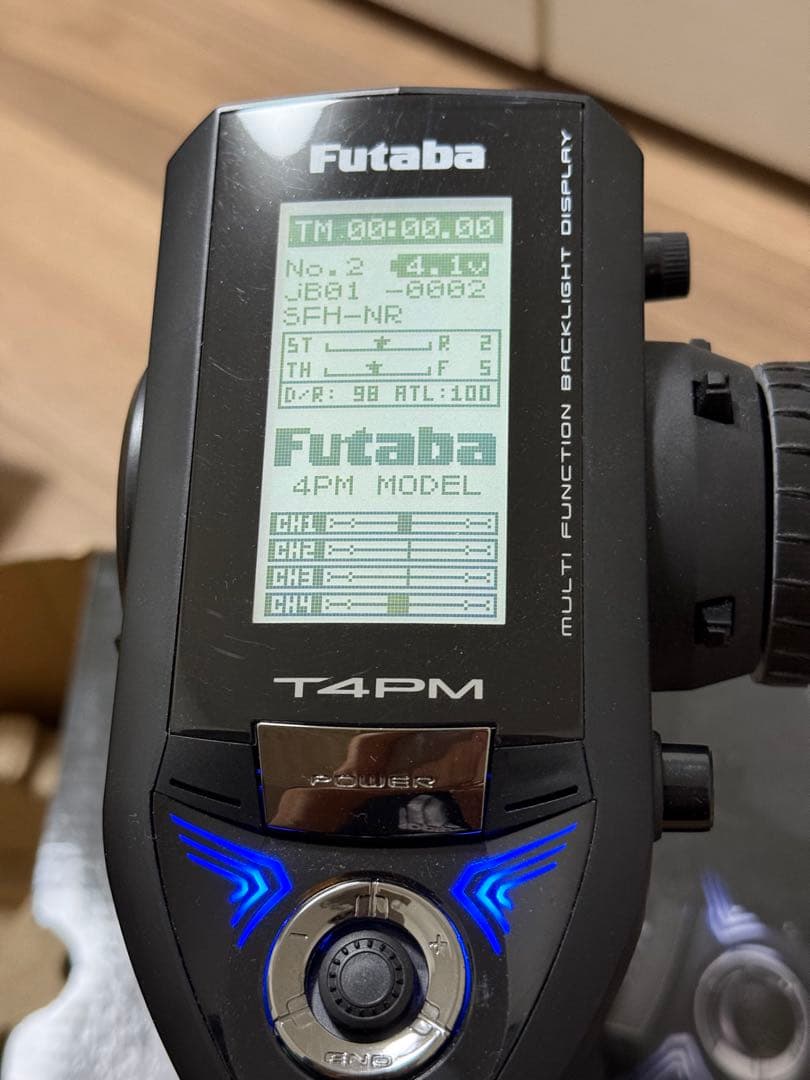 Futaba
TM 00:00.00
No.2 4.1v
JB01 -0002
SFH-NR
ST R 2
TH F 5
D/R: 98 ATL:100
Futaba
4PM MODEL
CH1
CH2
CH3
CH4
MULTI FUNCTION BACKLIGHT DISPLAY
T4PM
POWER
- +
END